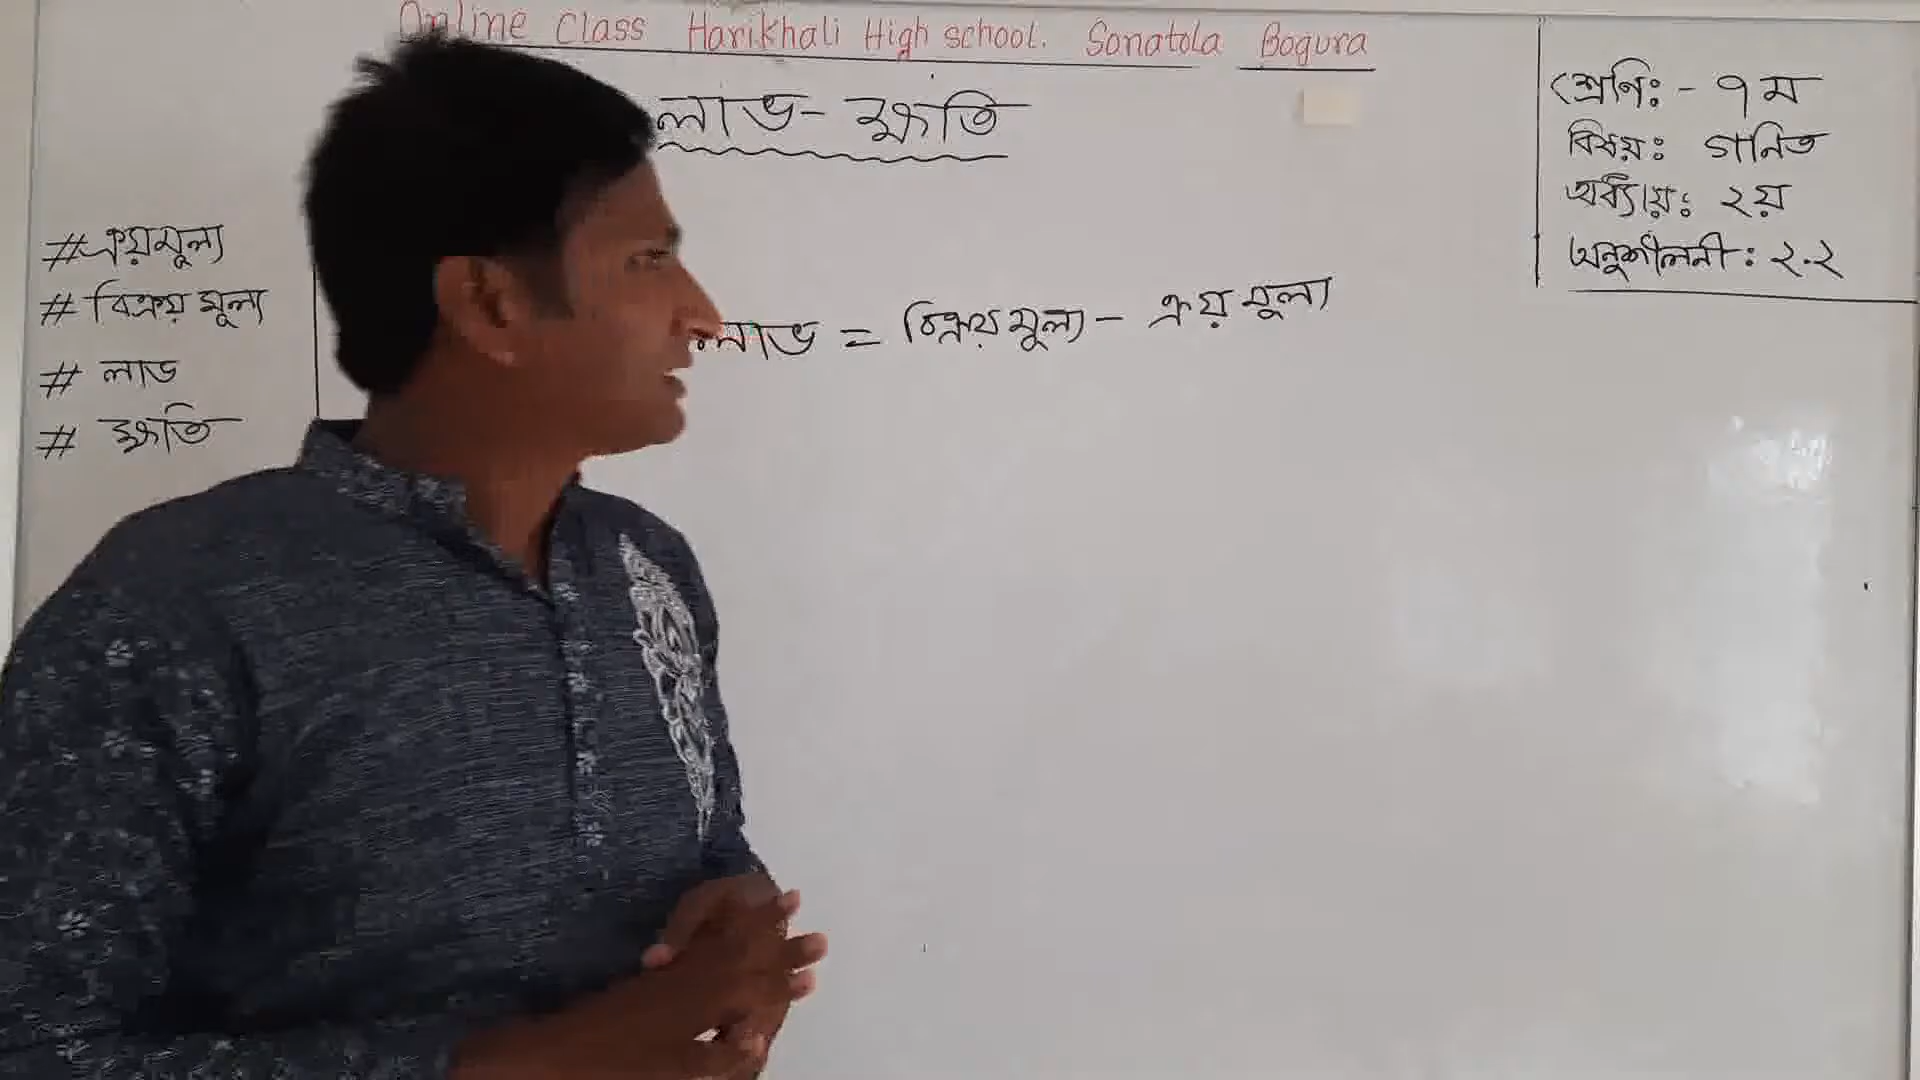 Online Class Harikhali High school. Sonatola Bogura
লাভ- ক্ষতি
শ্রেণিঃ- ৭ম
বিষয়ঃ গনিত
অধ্যায়ঃ ২য়
অনুশীলনী: ২.২
#ক্রয়মূল্য
# বিক্রয় মূল্য
# লাভ
# ক্ষতি
লাভ = বিক্রয়মূল্য - ক্রয় মূল্য